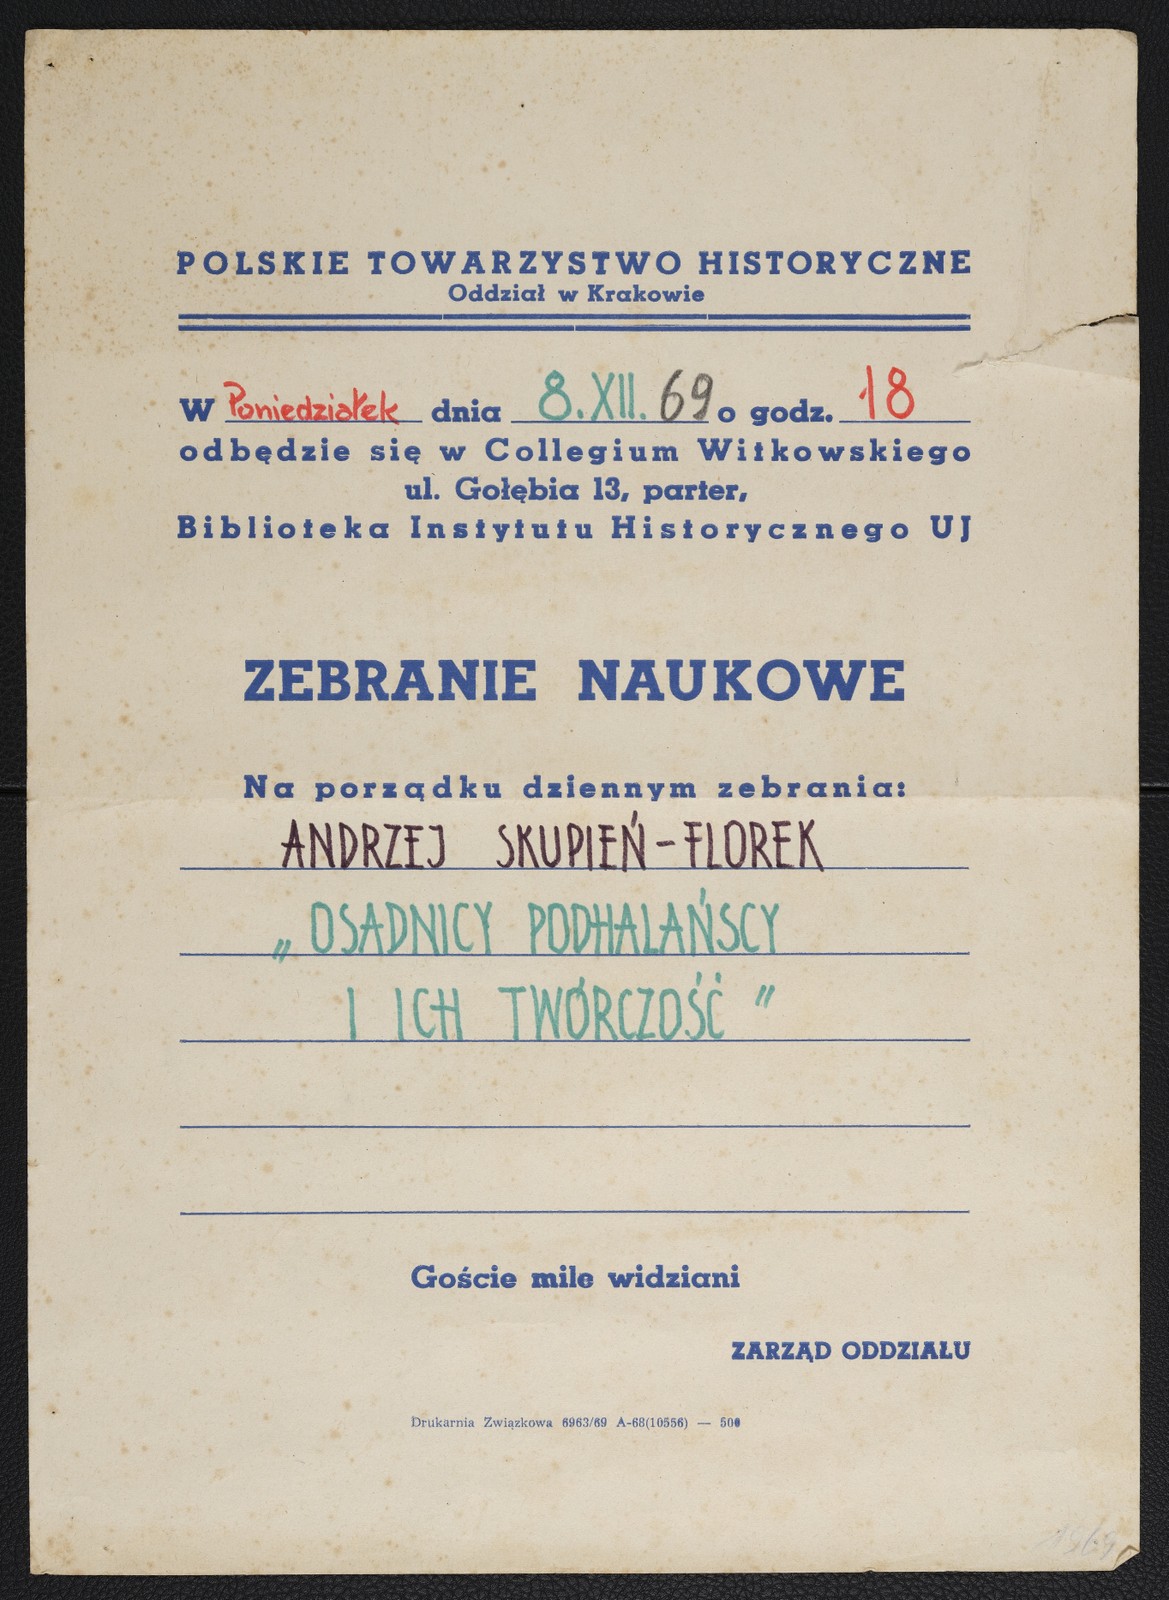 POLSKIE TOWARZYSTWO HISTORYCZNE
Oddział w Krakowie
W Poniedziałek dnia 8.XII.69 o godz. 18
odbędzie się w Collegium Witkowskiego
ul. Gołębia 13, parter,
Biblioteka Instytutu Historycznego UJ
ZEBRANIE NAUKOWE
Na porządku dziennym zebrania:
ANDRZEJ SKUPIEŃ-FLOREK
„OSADNICY PODHALAŃSCY
I ICH TWÓRCZOŚĆ"
Goście mile widziani
ZARZĄD ODDZIAŁU
Drukarnia Związkowa 6963/69 A-68(10556) — 500
1969